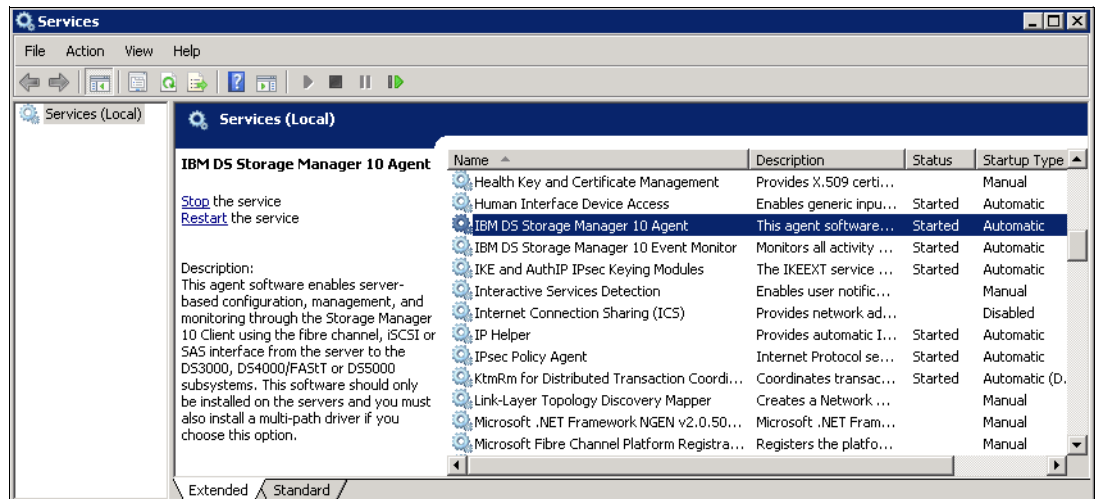 Services
File Action View Help
Services (Local)
Services (Local)
IBM DS Storage Manager 10 Agent
Stop the service
Restart the service
Description:
This agent software enables server-
based configuration, management, and
monitoring through the Storage Manager
10 Client using the fibre channel, iSCSI or
SAS interface from the server to the
DS3000, DS4000/FAStT or DS5000
subsystems. This software should only
be installed on the servers and you must
also install a multi-path driver if you
choose this option.
Name Description Status Startup Type
Health Key and Certificate Management Provides X.509 certi... Manual
Human Interface Device Access Enables generic inpu... Started Automatic
IBM DS Storage Manager 10 Agent This agent software... Started Automatic
IBM DS Storage Manager 10 Event Monitor Monitors all activity ... Started Automatic
IKE and AuthIP IPsec Keying Modules The IKEEXT service ... Started Automatic
Interactive Services Detection Enables user notific... Manual
Internet Connection Sharing (ICS) Provides network ad... Disabled
IP Helper Provides automatic I... Started Automatic
IPsec Policy Agent Internet Protocol se... Started Automatic
KtmRm for Distributed Transaction Coordi... Coordinates transac... Started Automatic (D.
Link-Layer Topology Discovery Mapper Creates a Network ... Manual
Microsoft .NET Framework NGEN v2.0.50... Microsoft .NET Fram... Manual
Microsoft Fibre Channel Platform Registra... Registers the platfo... Manual
Extended Standard